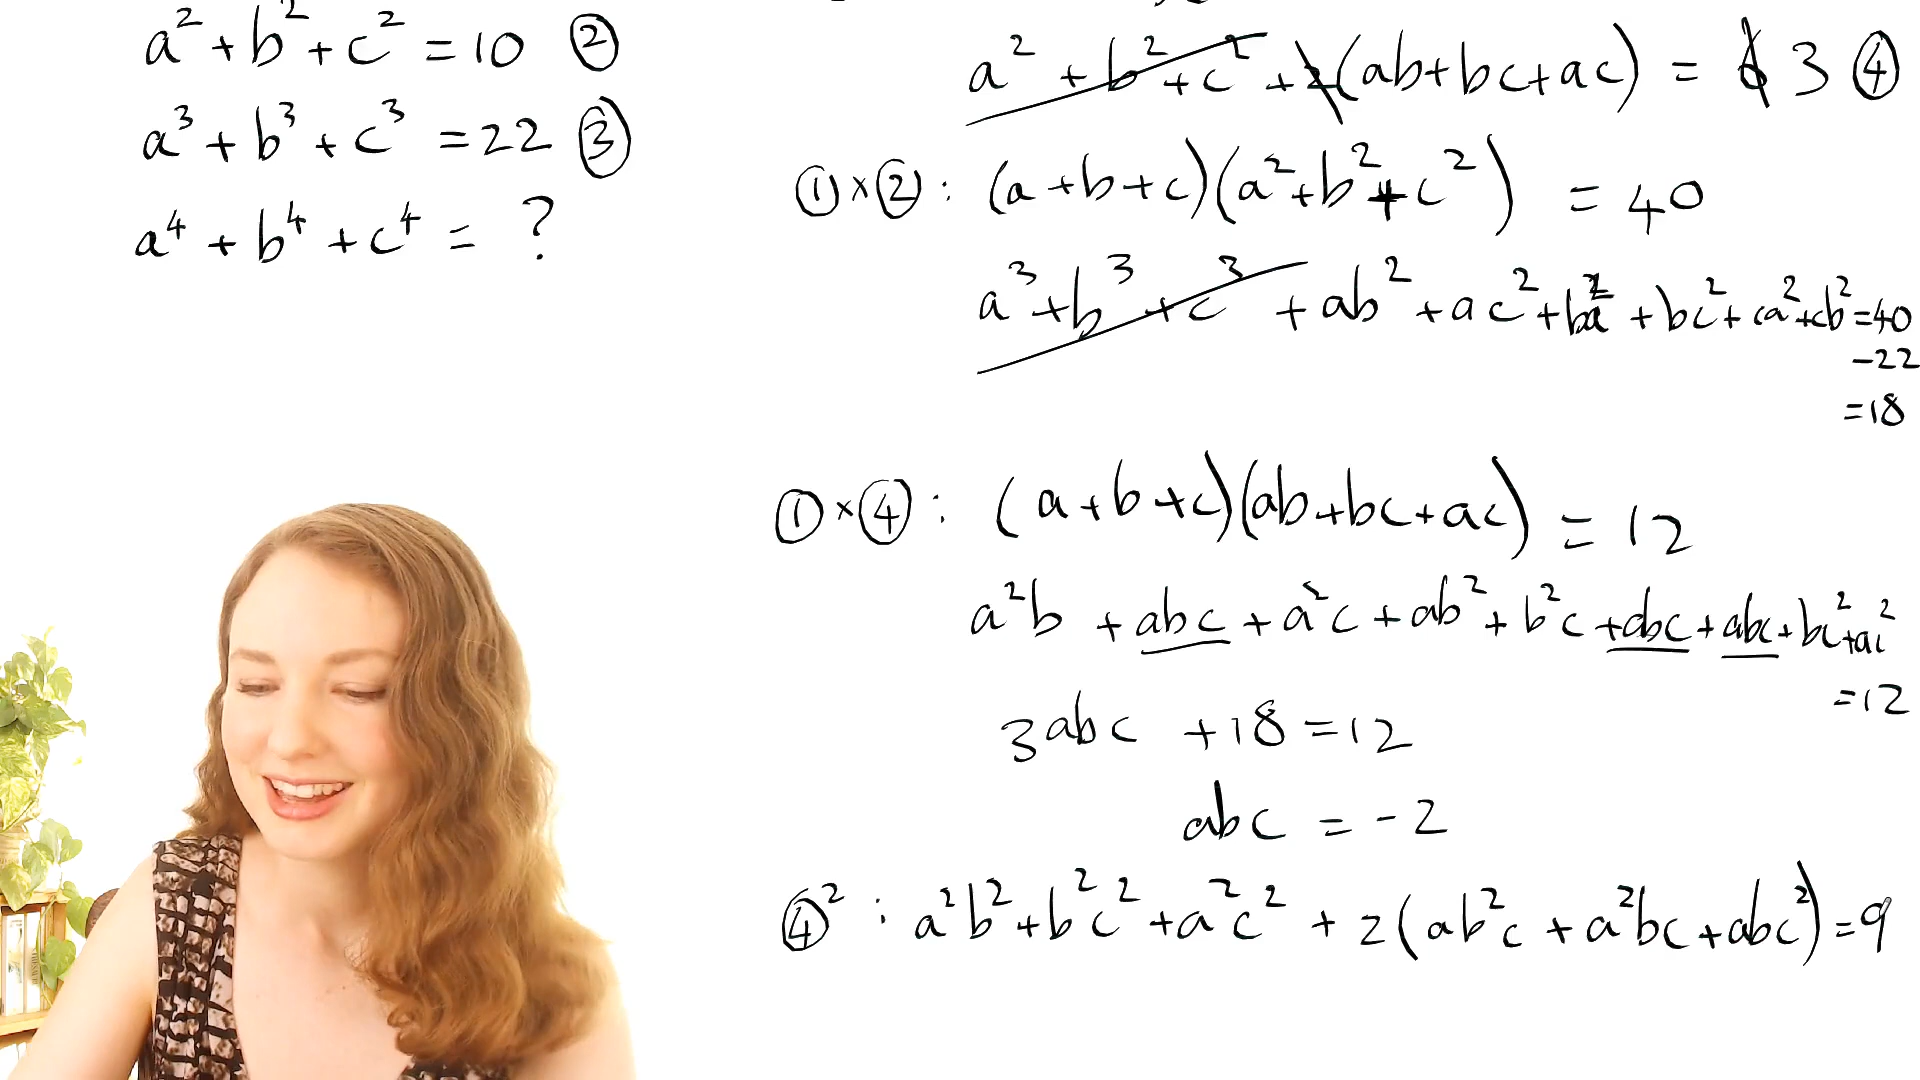 a² + b² + c² = 10 ②
a³ + b³ + c³ = 22 ③
a⁴ + b⁴ + c⁴ = ?
a² + b² + c² + 2(ab+bc+ac) = 6 3 ④
①×②: (a+b+c)(a²+b²+c²) = 40
a³+b³+c³ + ab² + ac² + ba² + bc² + ca² + cb² = 40
-22
=18
①×④: (a+b+c)(ab+bc+ac) = 12
a²b + abc + a²c + ab² + b²c + abc + abc + bc² + ac²
=12
3abc + 18 = 12
abc = -2
④²: a²b² + b²c² + a²c² + 2(ab²c + a²bc + abc²) = 9